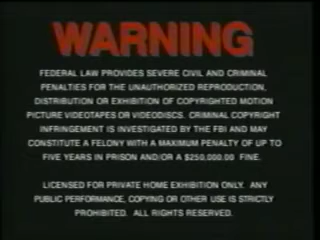 WARNING
FEDERAL LAW PROVIDES SEVERE CIVIL AND CRIMINAL
PENALTIES FOR THE UNAUTHORIZED REPRODUCTION,
DISTRIBUTION OR EXHIBITION OF COPYRIGHTED MOTION
PICTURE VIDEOTAPES OR VIDEODISCS. CRIMINAL COPYRIGHT
INFRINGEMENT IS INVESTIGATED BY THE FBI AND MAY
CONSTITUTE A FELONY WITH A MAXIMUM PENALTY OF UP TO
FIVE YEARS IN PRISON AND/OR A $250,000.00 FINE.
LICENSED FOR PRIVATE HOME EXHIBITION ONLY. ANY
PUBLIC PERFORMANCE, COPYING OR OTHER USE IS STRICTLY
PROHIBITED. ALL RIGHTS RESERVED.